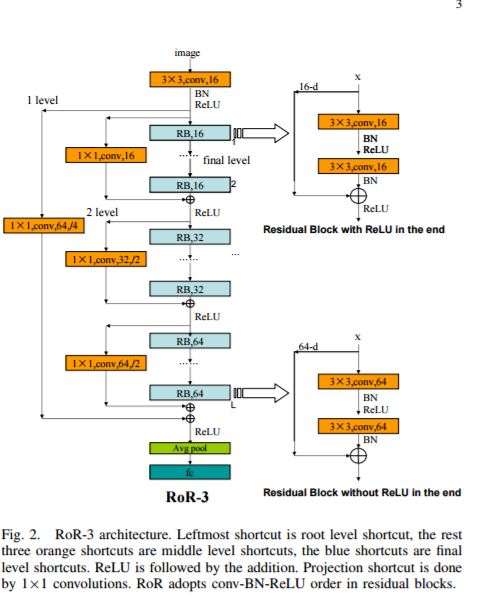 3
image
3×3,conv,16
BN
ReLU
1 level
RB,16
1
1×1,conv,16
......
final level
RB,16
2
ReLU
2 level
1×1,conv,64,/4
RB,32
1×1,conv,32,/2
......
...
RB,32
ReLU
RB,64
1×1,conv,64,/2
......
RB,64
L
ReLU
Avg pool
fc
RoR-3
x
16-d
3×3,conv,16
BN
ReLU
3×3,conv,16
BN
ReLU
Residual Block with ReLU in the end
x
64-d
3×3,conv,64
BN
ReLU
3×3,conv,64
BN
Residual Block without ReLU in the end
Fig. 2. RoR-3 architecture. Leftmost shortcut is root level shortcut, the rest
three orange shortcuts are middle level shortcuts, the blue shortcuts are final
level shortcuts. ReLU is followed by the addition. Projection shortcut is done
by 1×1 convolutions. RoR adopts conv-BN-ReLU order in residual blocks.